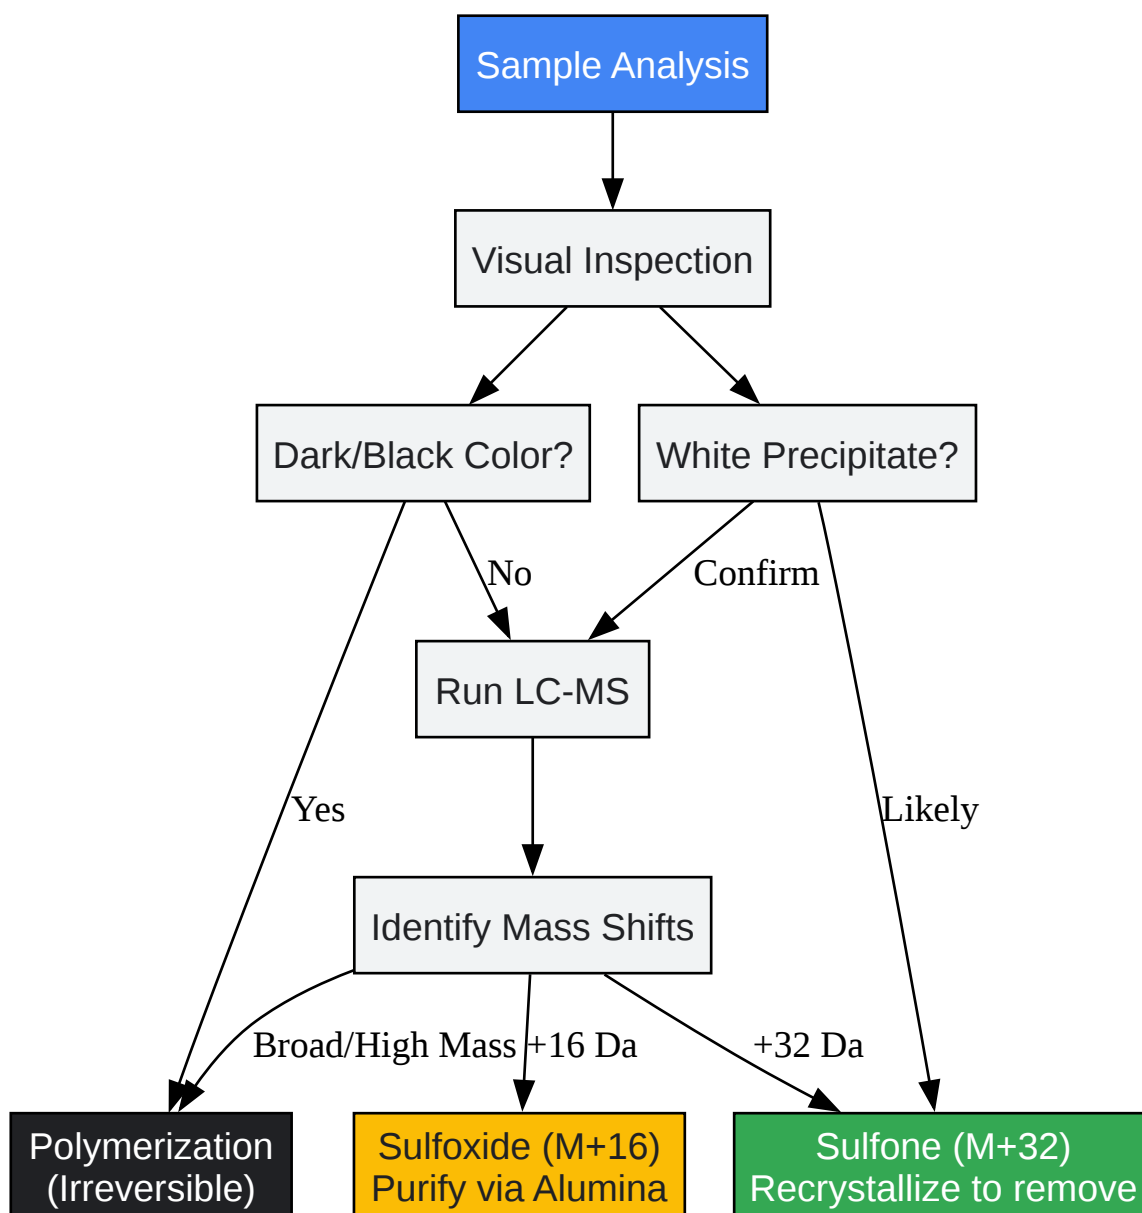 Sample Analysis
Visual Inspection
Dark/Black Color?
White Precipitate?
No
Confirm
Run LC-MS
Yes
Likely
Identify Mass Shifts
Broad/High Mass
+16 Da
+32 Da
Polymerization
(Irreversible)
Sulfoxide (M+16)
Purify via Alumina
Sulfone (M+32)
Recrystallize to remove